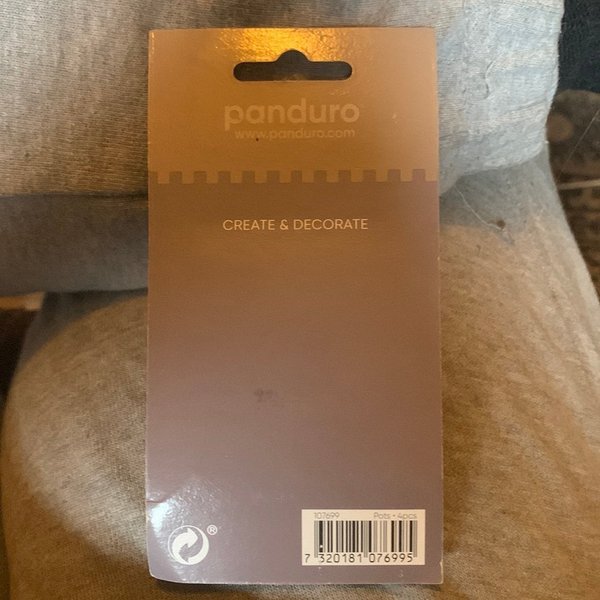 panduro
www.panduro.com
CREATE & DECORATE
107699 Pots - 4pcs
7 320181 076995
®